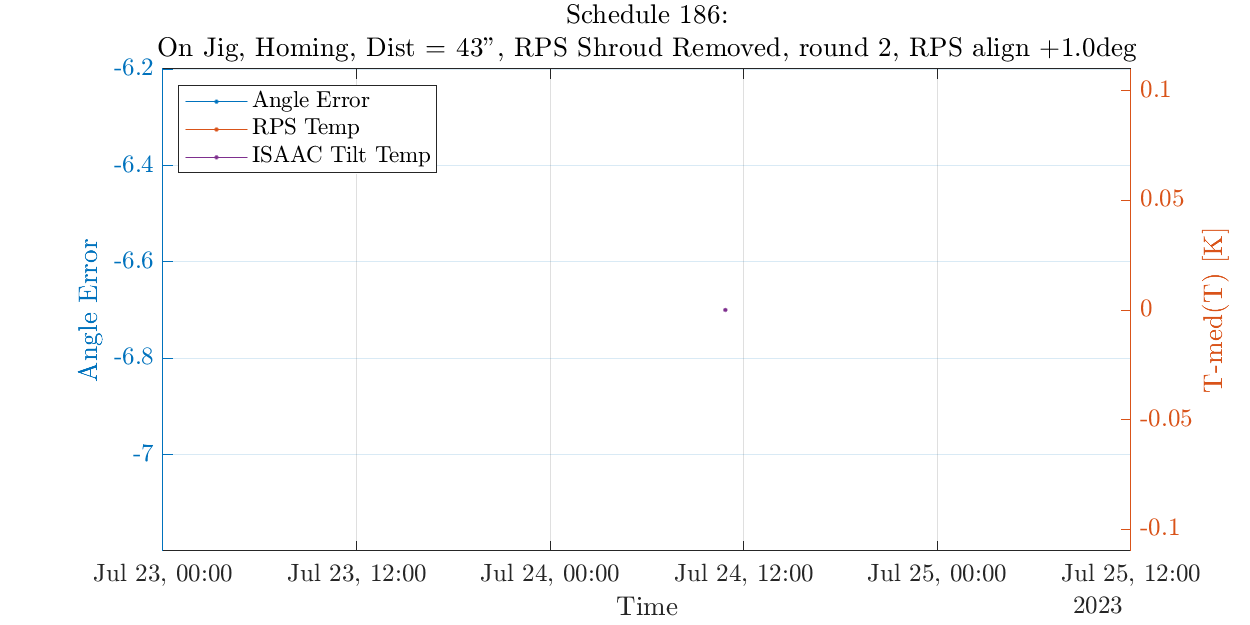 Schedule 186:
On Jig, Homing, Dist = 43", RPS Shroud Removed, round 2, RPS align +1.0deg
Angle Error
RPS Temp
ISAAC Tilt Temp
-6.2
-6.4
-6.6
-6.8
-7
Angle Error
0.1
0.05
0
-0.05
-0.1
T-med(T) [K]
Jul 23, 00:00
Jul 23, 12:00
Jul 24, 00:00
Jul 24, 12:00
Jul 25, 00:00
Jul 25, 12:00
2023
Time